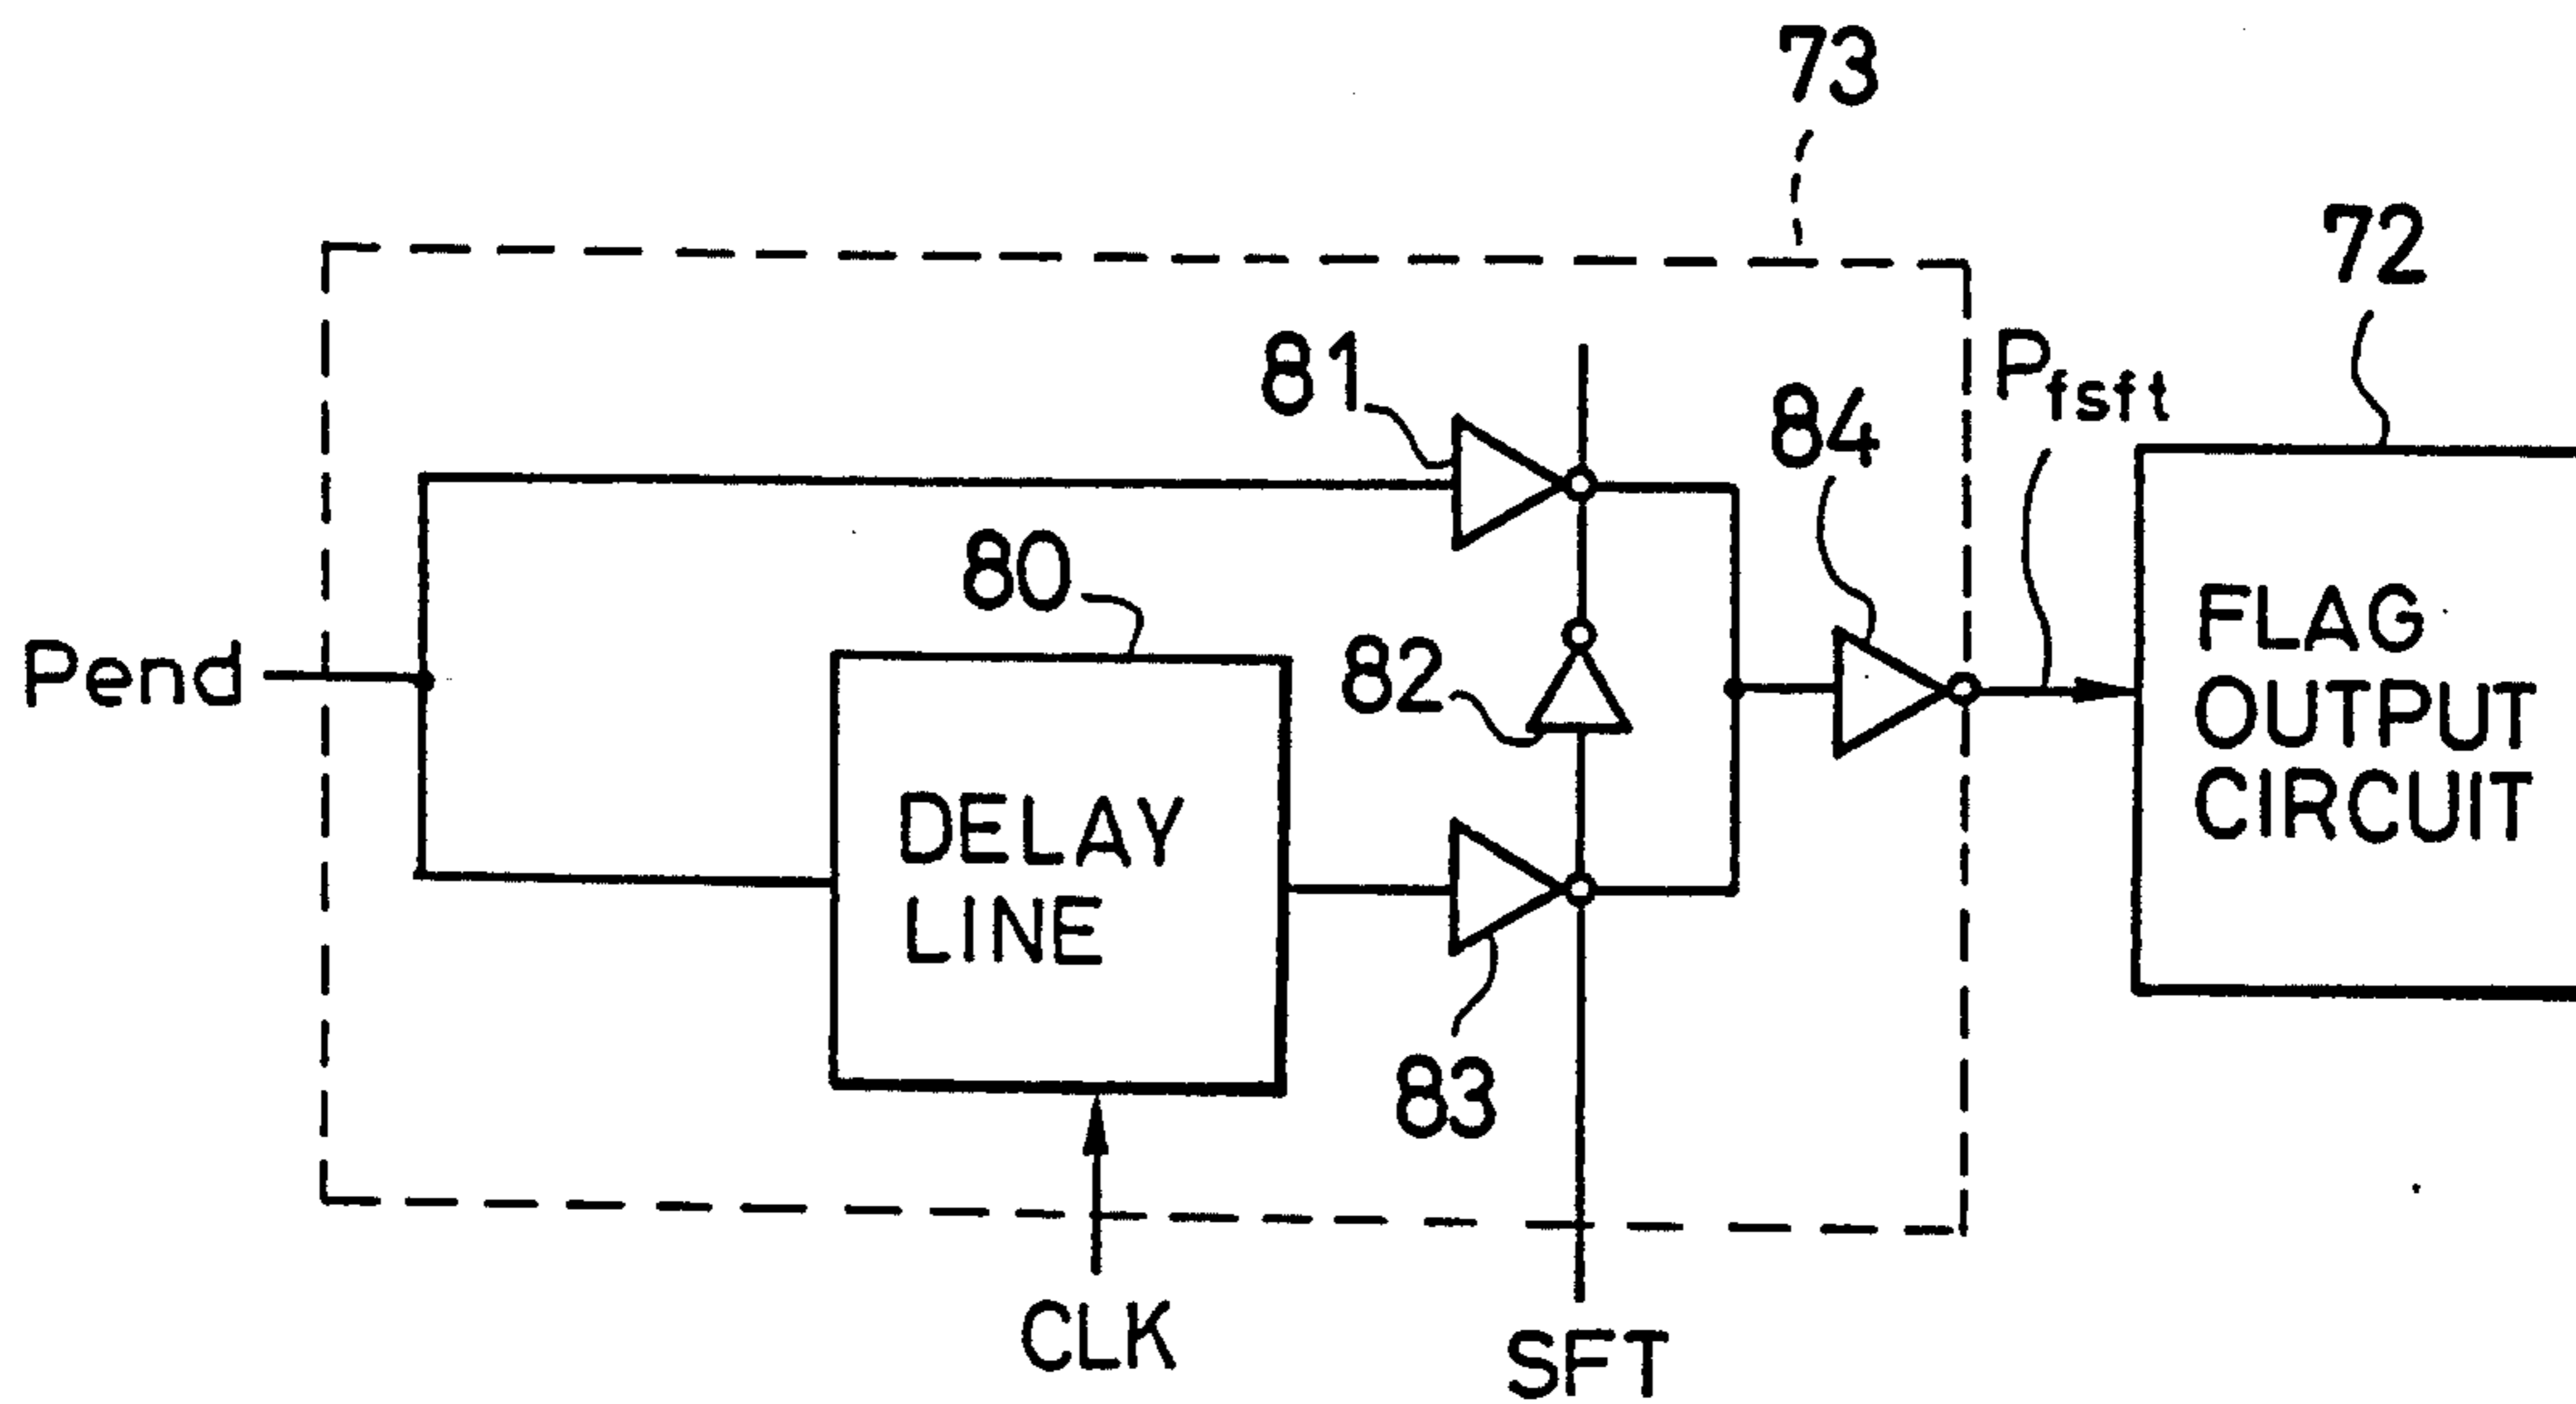 73
72
81
Pfsft
84
80
FLAG
OUTPUT
CIRCUIT
Pend
82
DELAY
LINE
83
CLK
SFT